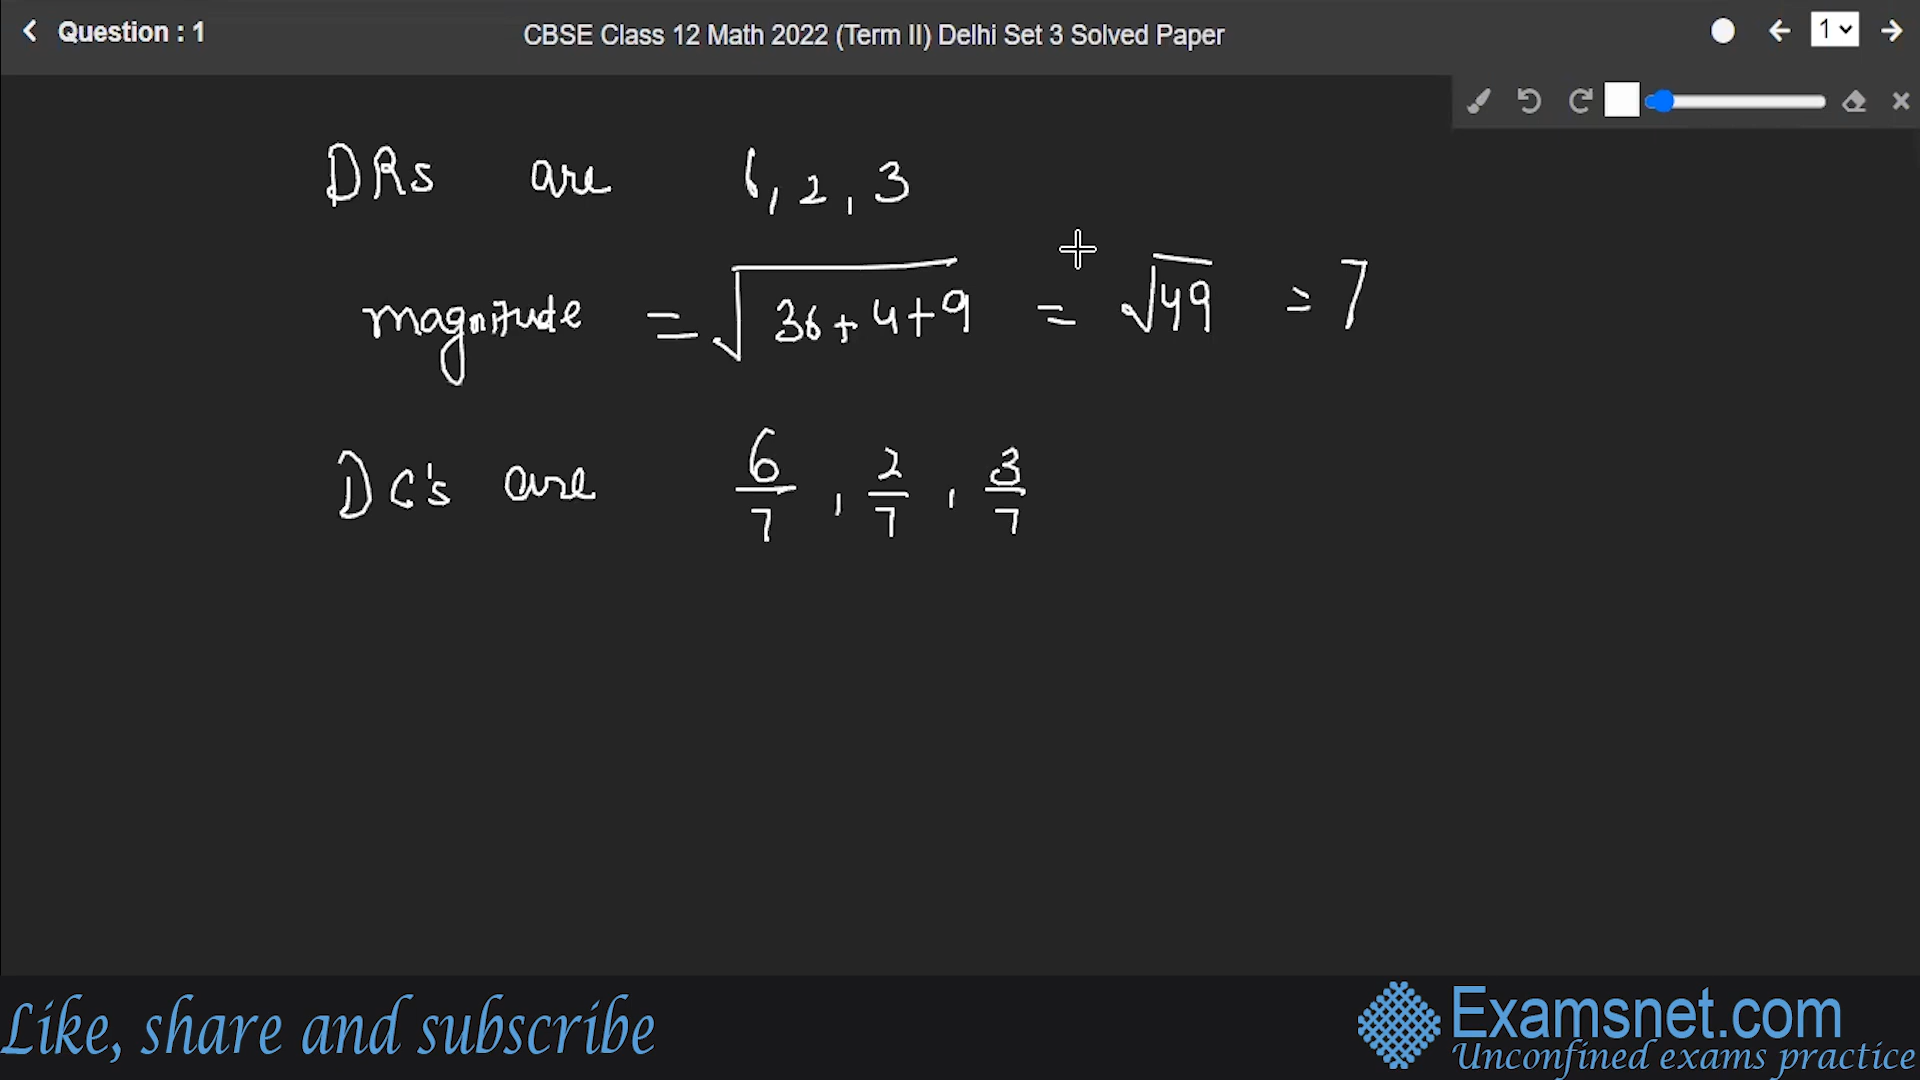 Question : 1
CBSE Class 12 Math 2022 (Term II) Delhi Set 3 Solved Paper
1
DRs are 6, 2, 3
magnitude = √36+4+9 = √49 = 7
DC's are 6/7, 2/7, 3/7
Like, share and subscribe
Examsnet.com
Unconfined exams practice